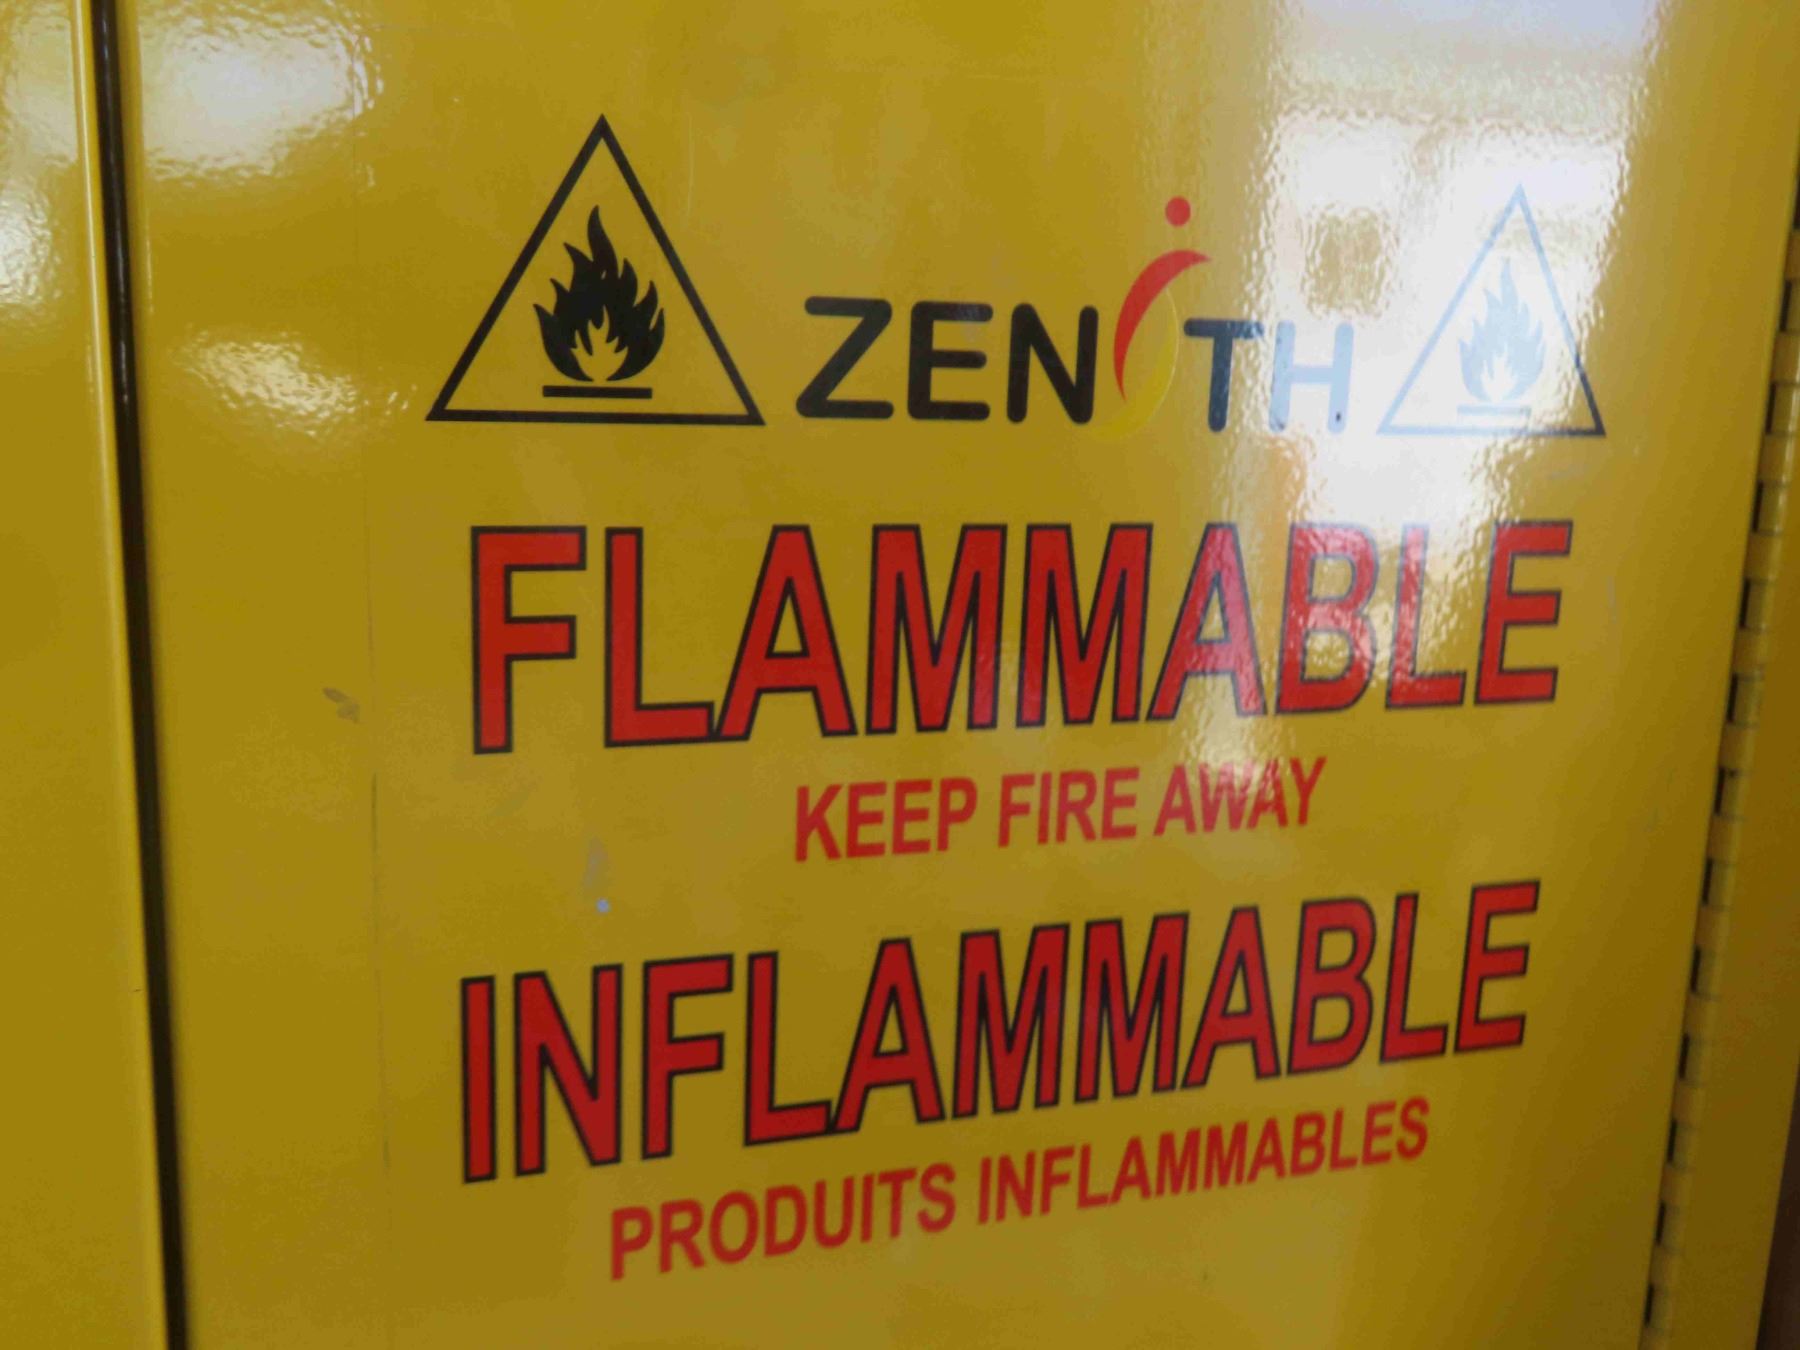 ZENITH
FLAMMABLE
KEEP FIRE AWAY
INFLAMMABLE
PRODUITS INFLAMMABLES